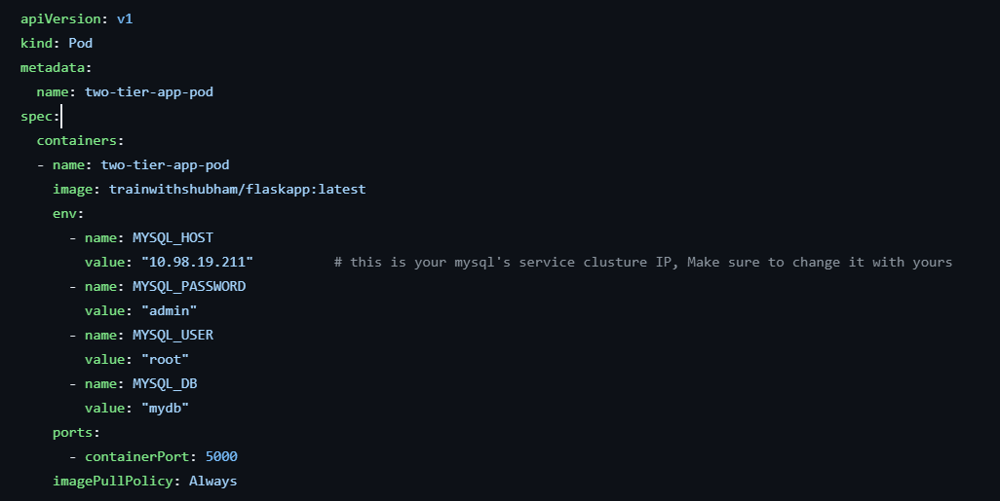 apiVersion: v1
kind: Pod
metadata:
  name: two-tier-app-pod
spec:
  containers:
  - name: two-tier-app-pod
    image: trainwithshubham/flaskapp:latest
    env:
      - name: MYSQL_HOST
        value: "10.98.19.211"          # this is your mysql's service clusture IP, Make sure to change it with yours
      - name: MYSQL_PASSWORD
        value: "admin"
      - name: MYSQL_USER
        value: "root"
      - name: MYSQL_DB
        value: "mydb"
    ports:
      - containerPort: 5000
    imagePullPolicy: Always